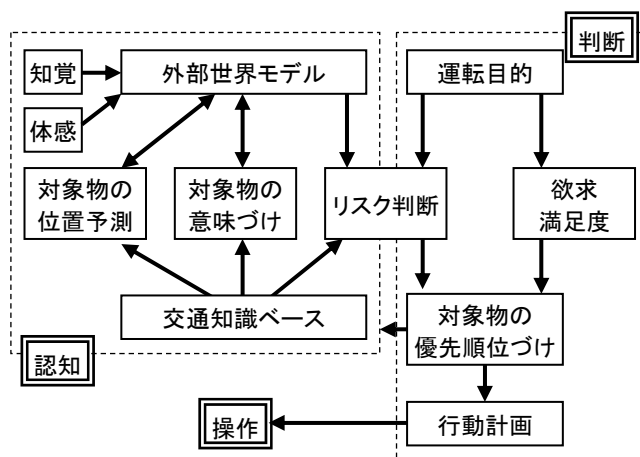 判断
知覚
外部世界モデル
運転目的
体感
対象物の
位置予測
対象物の
意味づけ
リスク判断
欲求
満足度
交通知識ベース
対象物の
優先順位づけ
認知
操作
行動計画